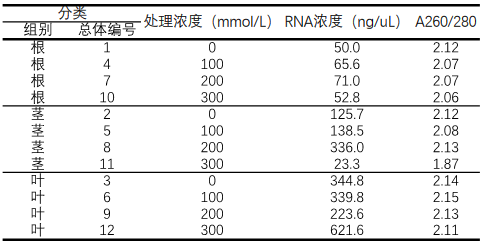 分类
组别 总体编号 处理浓度（mmol/L） RNA浓度（ng/uL） A260/280
根 1 0 50.0 2.12
根 4 100 65.6 2.07
根 7 200 71.0 2.07
根 10 300 52.8 2.06
茎 2 0 125.7 2.12
茎 5 100 138.5 2.08
茎 8 200 336.0 2.13
茎 11 300 23.3 1.87
叶 3 0 344.8 2.14
叶 6 100 339.8 2.15
叶 9 200 223.6 2.13
叶 12 300 621.6 2.11